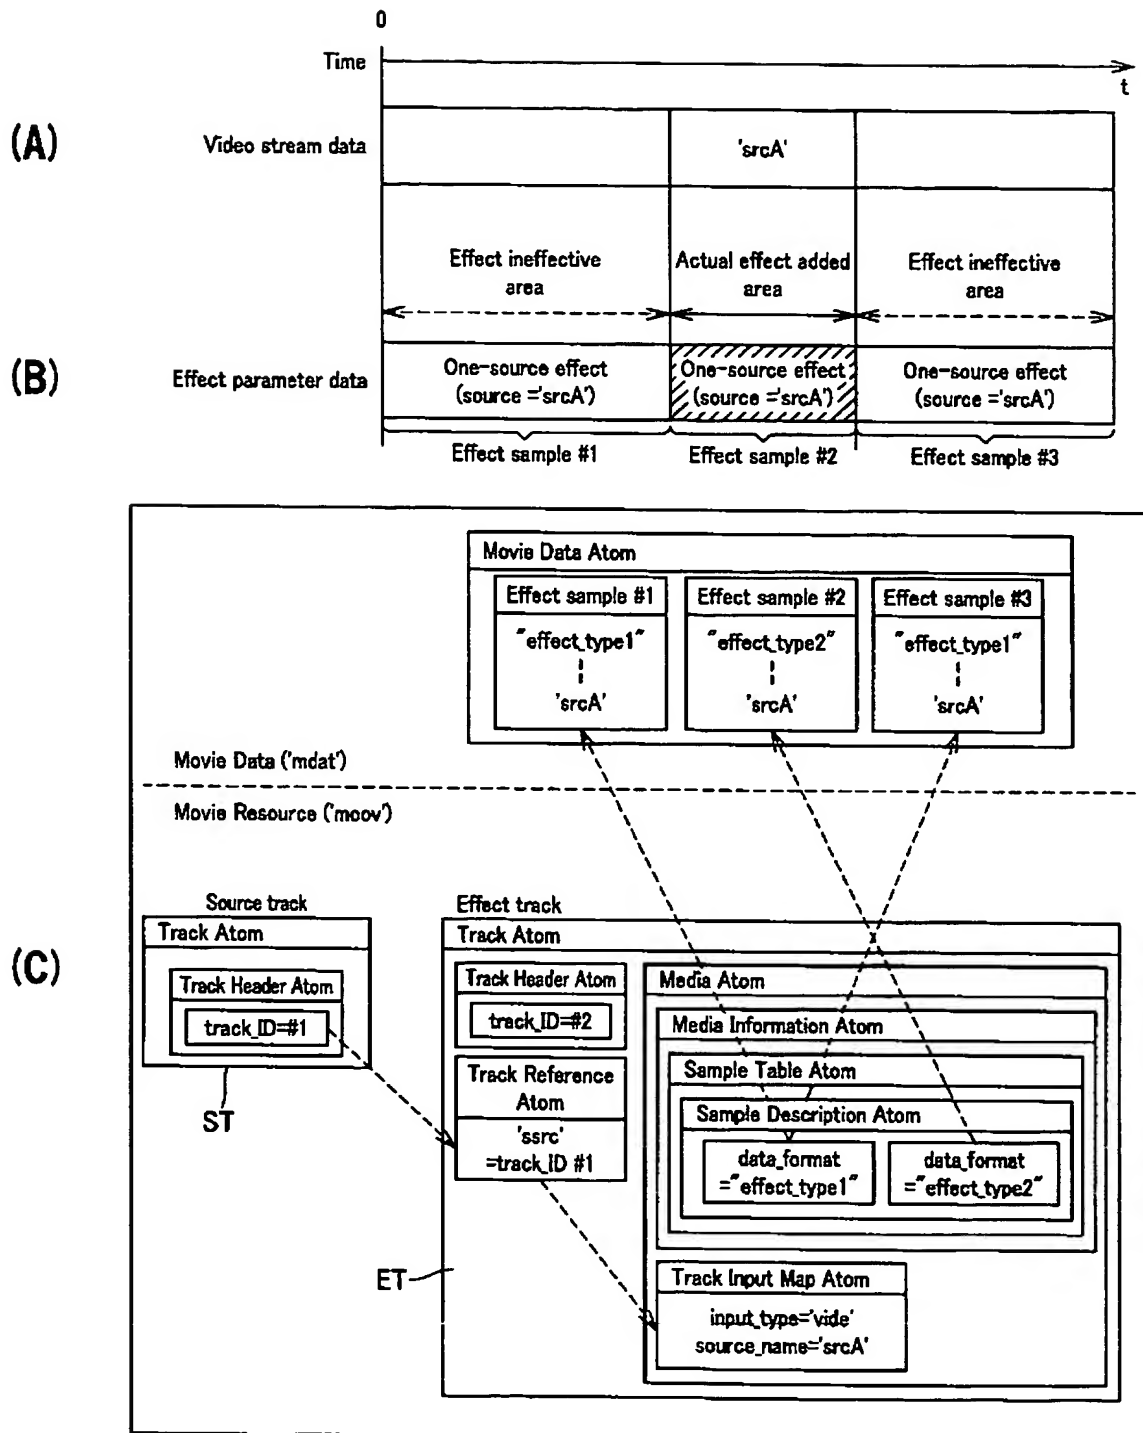 0
Time
t
(A)
Video stream data
'srcA'
Effect ineffective
area
Actual effect added
area
Effect ineffective
area
(B)
Effect parameter data
One-source effect
(source ='srcA')
One-source effect
(source ='srcA')
One-source effect
(source ='srcA')
Effect sample #1
Effect sample #2
Effect sample #3
Movie Data Atom
Effect sample #1
"effect_type1"
'srcA'
Effect sample #2
"effect_type2"
'srcA'
Effect sample #3
"effect_type1"
'srcA'
Movie Data ('mdat')
Movie Resource ('moov')
(C)
Source track
Track Atom
Track Header Atom
track_ID=#1
ST
Effect track
Track Atom
Track Header Atom
track_ID=#2
Track Reference
Atom
'ssrc'
=track_ID #1
ET
Media Atom
Media Information Atom
Sample Table Atom
Sample Description Atom
data_format
="effect_type1"
data_format
="effect_type2"
Track Input Map Atom
input_type='vide'
source_name='srcA'